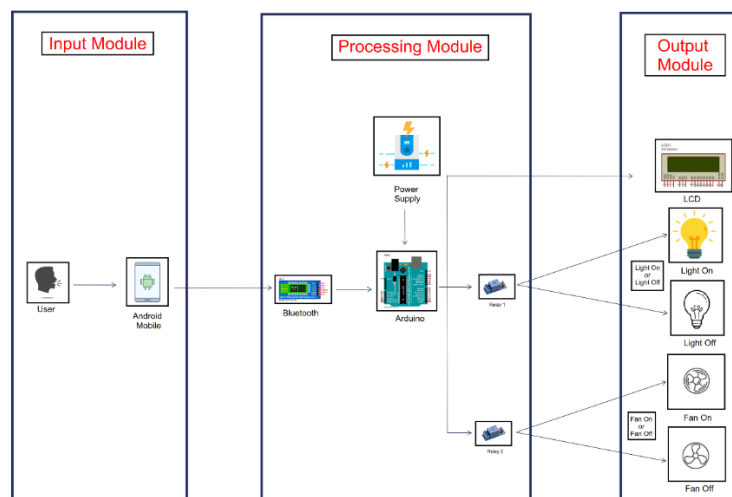 Input Module
Processing Module
Output
Module
Power
Supply
LCD
User
Android
Mobile
Bluetooth
Arduino
Relay 1
Light On
or
Light Off
Light On
Light Off
Relay 2
Fan On
or
Fan Off
Fan On
Fan Off